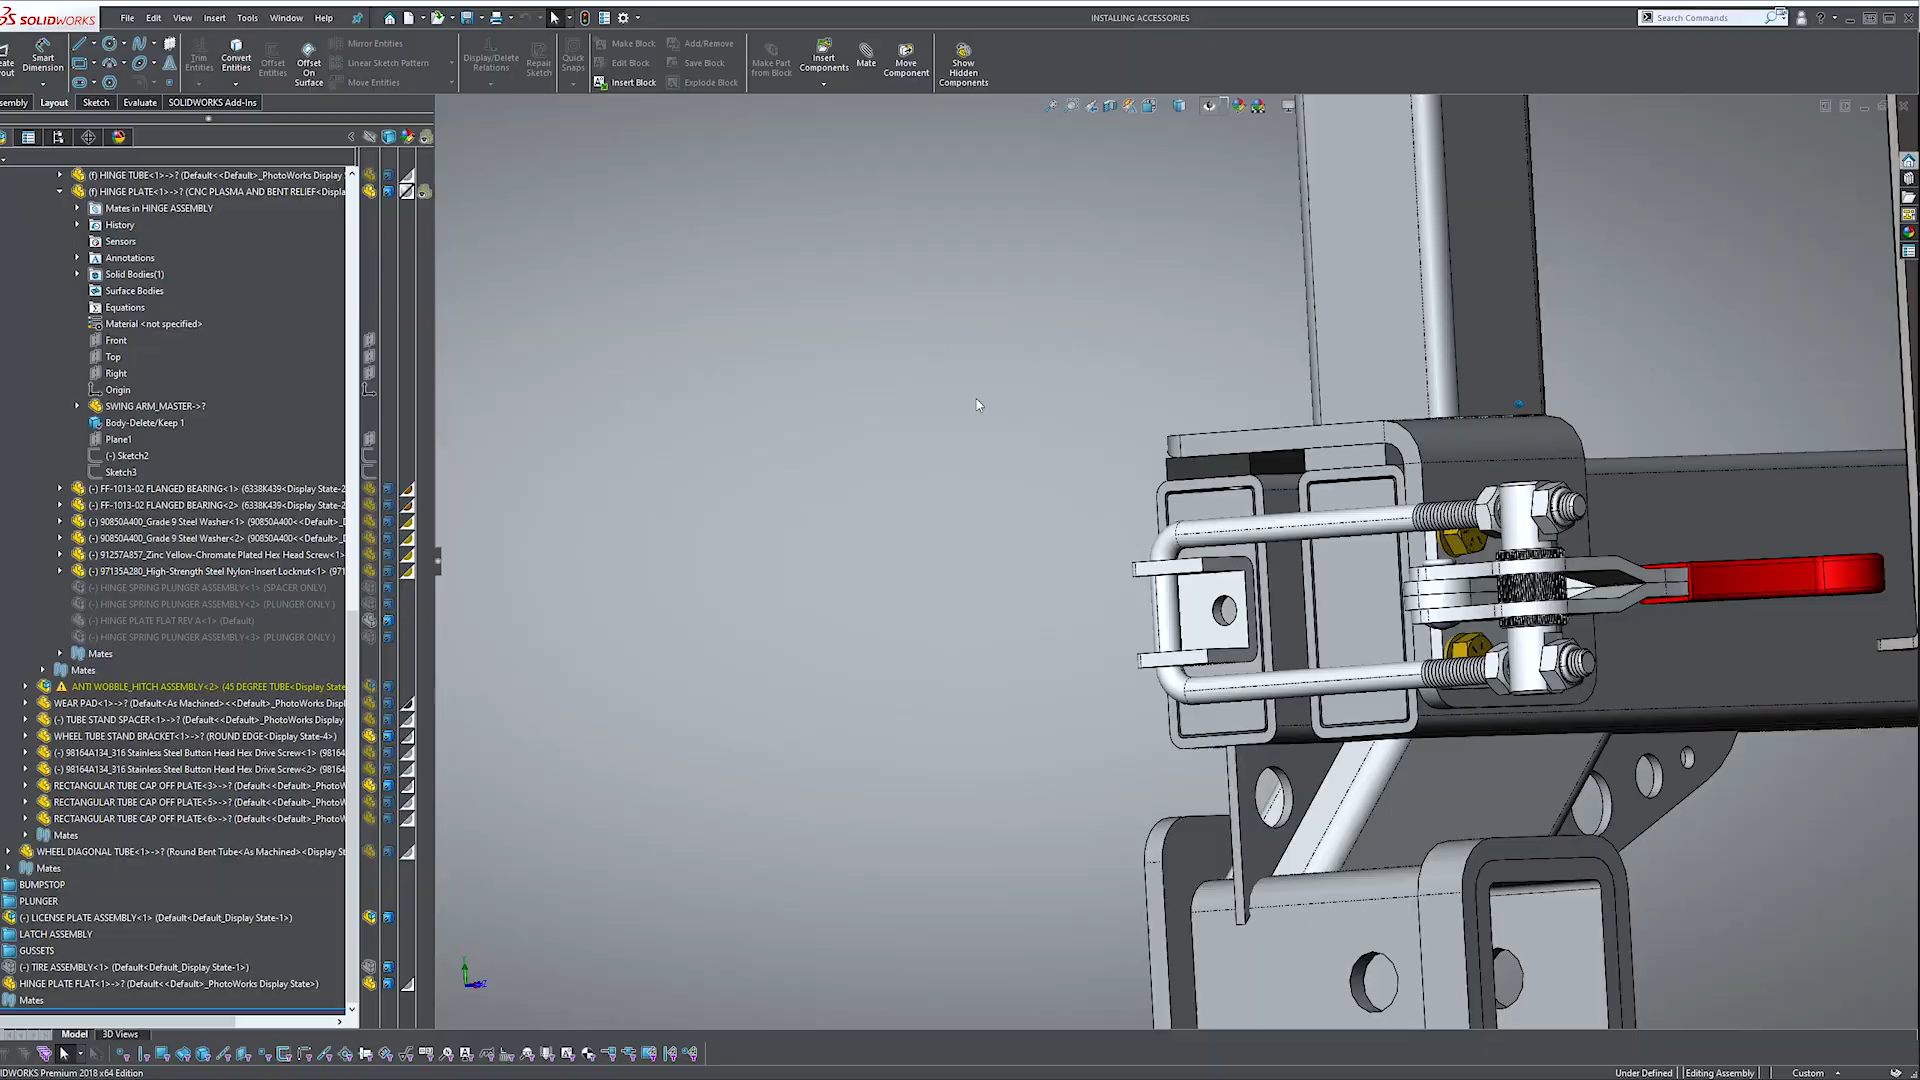 SOLIDWORKS
File Edit View Insert Tools Window Help
INSTALLING ACCESSORIES
Search Commands
Smart Dimension
Trim Entities
Convert Entities
Offset Entities
Offset On Surface
Mirror Entities
Linear Sketch Pattern
Move Entities
Display/Delete Relations
Repair Sketch
Quick Snaps
Make Block
Edit Block
Insert Block
Add/Remove
Save Block
Explode Block
Make Part from Block
Insert Components
Mate
Move Component
Show Hidden Components
Layout Sketch Evaluate SOLIDWORKS Add-Ins
(f) HINGE TUBE<1>->? (Default<<Default>_PhotoWorks Display
(f) HINGE PLATE<1>->? (CNC PLASMA AND BENT RELIEF<Displa
Mates in HINGE ASSEMBLY
History
Sensors
Annotations
Solid Bodies(1)
Surface Bodies
Equations
Material <not specified>
Front
Top
Right
Origin
SWING ARM_MASTER->?
Body-Delete/Keep 1
Plane1
(-) Sketch2
Sketch3
(-) FF-1013-02 FLANGED BEARING<1> (6338K439<Display State-2
(-) FF-1013-02 FLANGED BEARING<2> (6338K439<Display State-2
(-) 90850A400_Grade 9 Steel Washer<1> (90850A400<<Default>_D
(-) 90850A400_Grade 9 Steel Washer<2> (90850A400<<Default>_D
(-) 91257A857_Zinc Yellow-Chromate Plated Hex Head Screw<1>
(-) 97135A280_High-Strength Steel Nylon-Insert Locknut<1> (971
(-) HINGE SPRING PLUNGER ASSEMBLY<1> (SPACER ONLY)
(-) HINGE SPRING PLUNGER ASSEMBLY<2> (PLUNGER ONLY )
(-) HINGE PLATE FLAT REV A<1> (Default)
(-) HINGE SPRING PLUNGER ASSEMBLY<3> (PLUNGER ONLY )
Mates
Mates
ANTI WOBBLE_HITCH ASSEMBLY<2> (45 DEGREE TUBE<Display State
WEAR PAD<1>->? (Default<As Machined><<Default>_PhotoWorks Displ
(-) TUBE STAND SPACER<1>->? (Default<<Default>_PhotoWorks Display
WHEEL TUBE STAND BRACKET<1>->? (ROUND EDGE<Display State-4>)
(-) 98164A134_316 Stainless Steel Button Head Hex Drive Screw<1> (98164
(-) 98164A134_316 Stainless Steel Button Head Hex Drive Screw<2> (98164
RECTANGULAR TUBE CAP OFF PLATE<3>->? (Default<<Default>_PhotoW
RECTANGULAR TUBE CAP OFF PLATE<5>->? (Default<<Default>_PhotoW
RECTANGULAR TUBE CAP OFF PLATE<6>->? (Default<<Default>_PhotoW
Mates
WHEEL DIAGONAL TUBE<1>->? (Round Bent Tube<As Machined><Display St
Mates
BUMPSTOP
PLUNGER
(-) LICENSE PLATE ASSEMBLY<1> (Default<Default_Display State-1>)
LATCH ASSEMBLY
GUSSETS
(-) TIRE ASSEMBLY<1> (Default<Default_Display State-1>)
HINGE PLATE FLAT<1>->? (Default<<Default>_PhotoWorks Display State>)
Mates
Model 3D Views
IDWORKS Premium 2018 x64 Edition
Under Defined Editing Assembly Custom